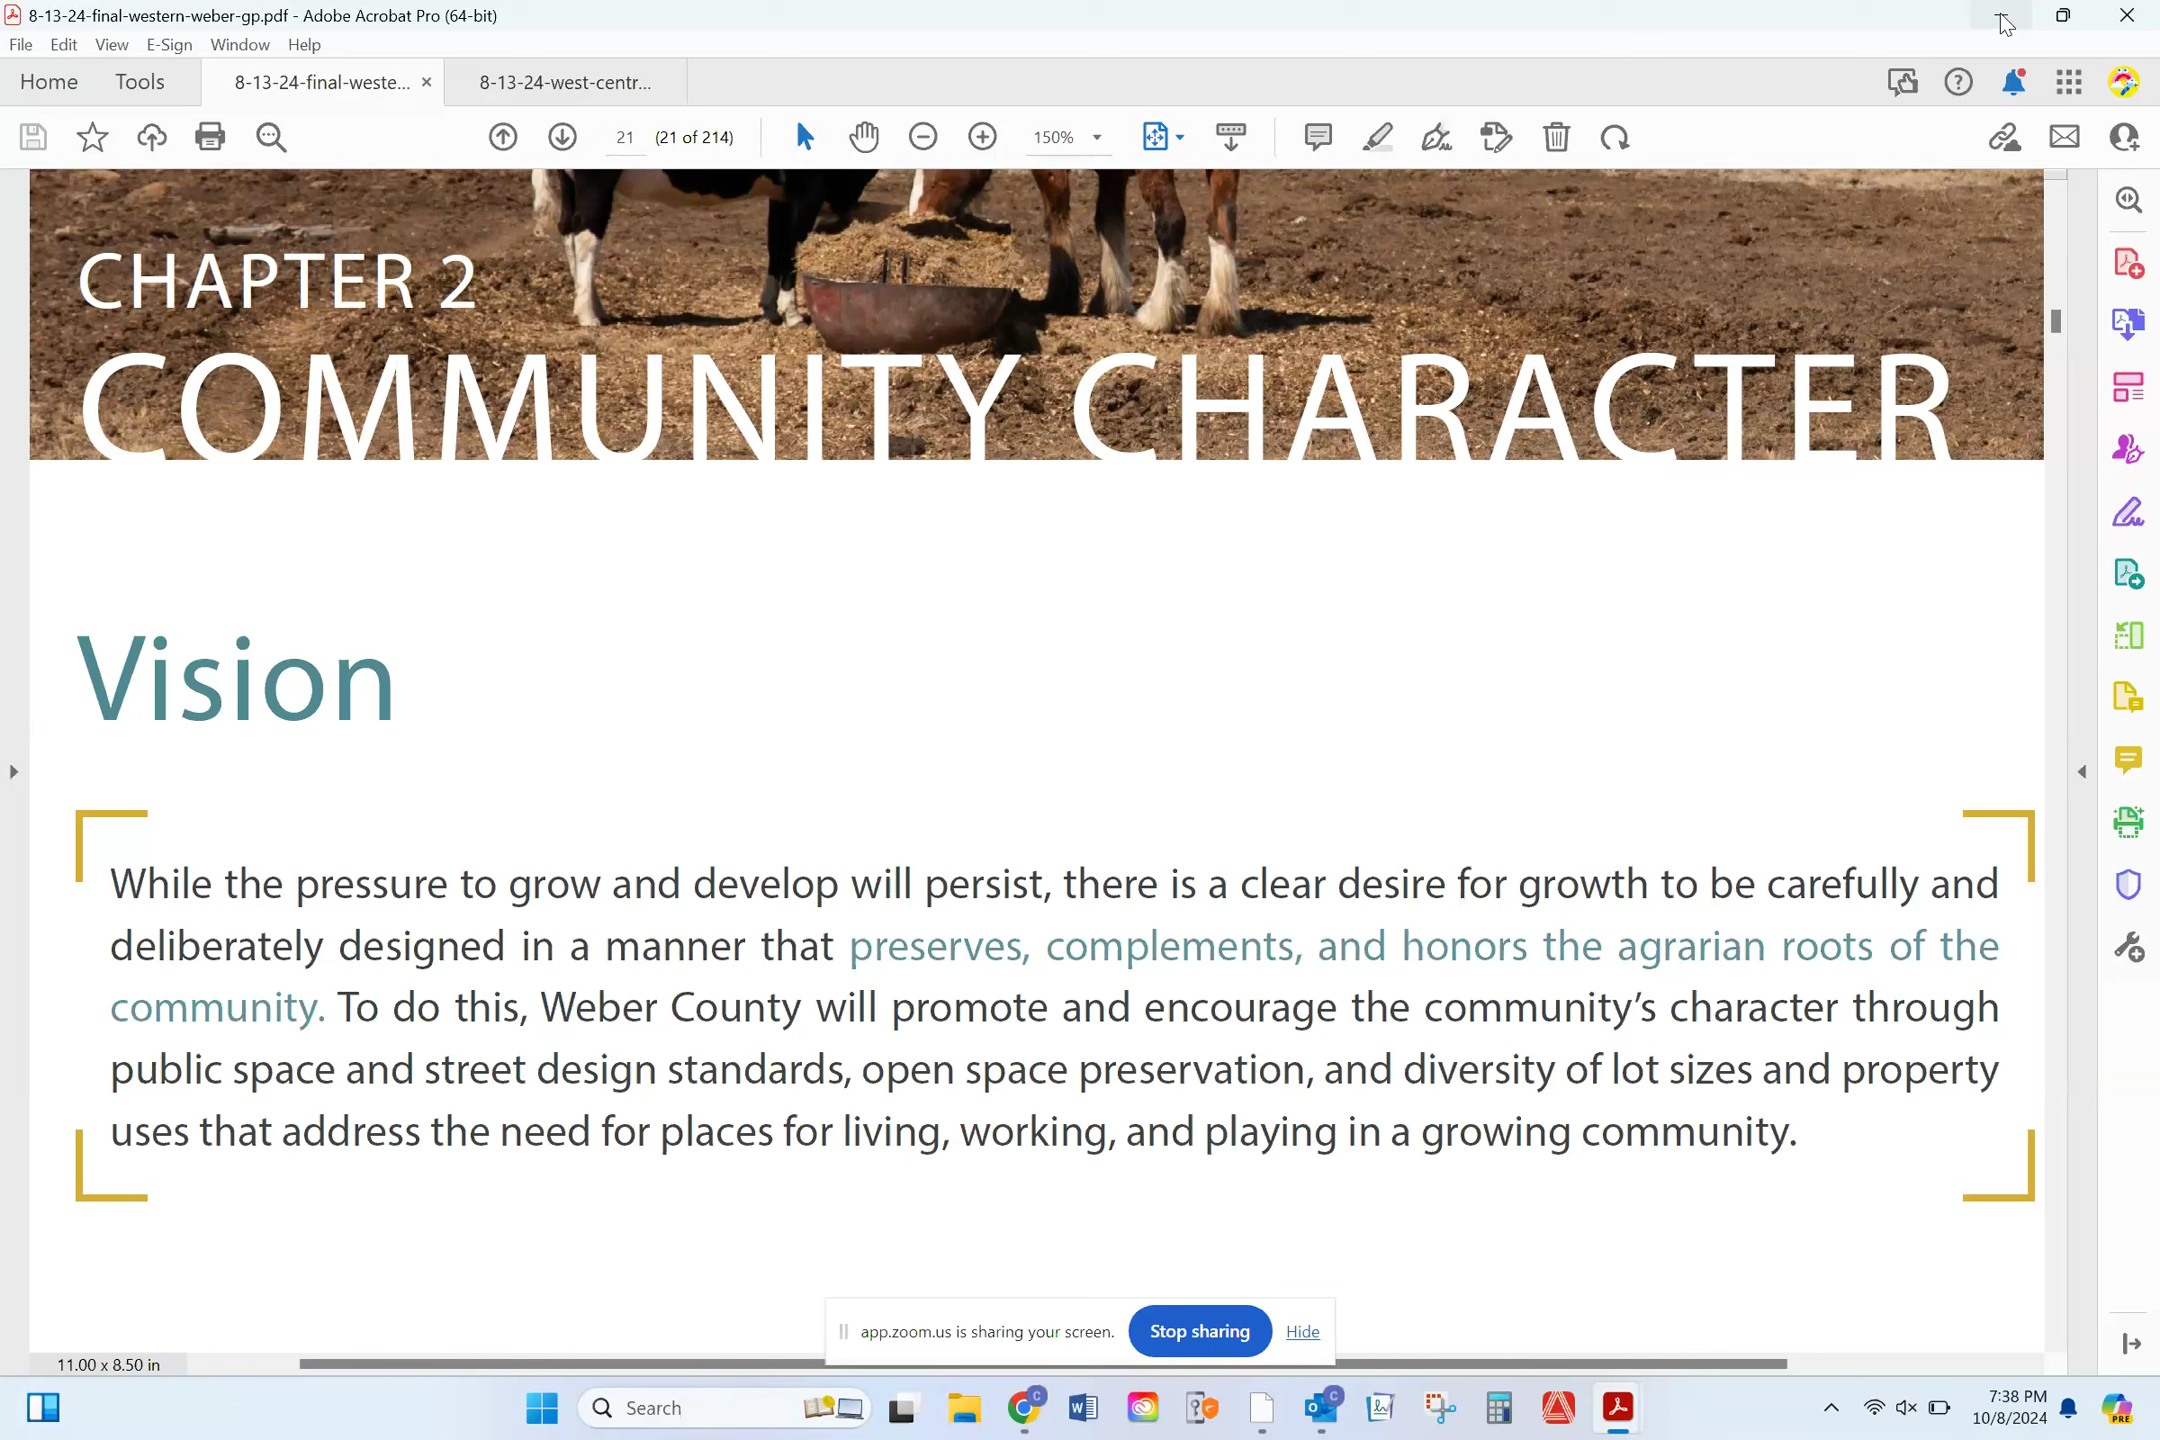 8-13-24-final-western-weber-gp.pdf - Adobe Acrobat Pro (64-bit)
File Edit View E-Sign Window Help
Home Tools 8-13-24-final-weste... 8-13-24-west-centr...
21 (21 of 214) 150%
CHAPTER 2
COMMUNITY CHARACTER
Vision
While the pressure to grow and develop will persist, there is a clear desire for growth to be carefully and
deliberately designed in a manner that preserves, complements, and honors the agrarian roots of the
community. To do this, Weber County will promote and encourage the community's character through
public space and street design standards, open space preservation, and diversity of lot sizes and property
uses that address the need for places for living, working, and playing in a growing community.
app.zoom.us is sharing your screen. Stop sharing Hide
11.00 x 8.50 in
Search
7:38 PM
10/8/2024
PRE